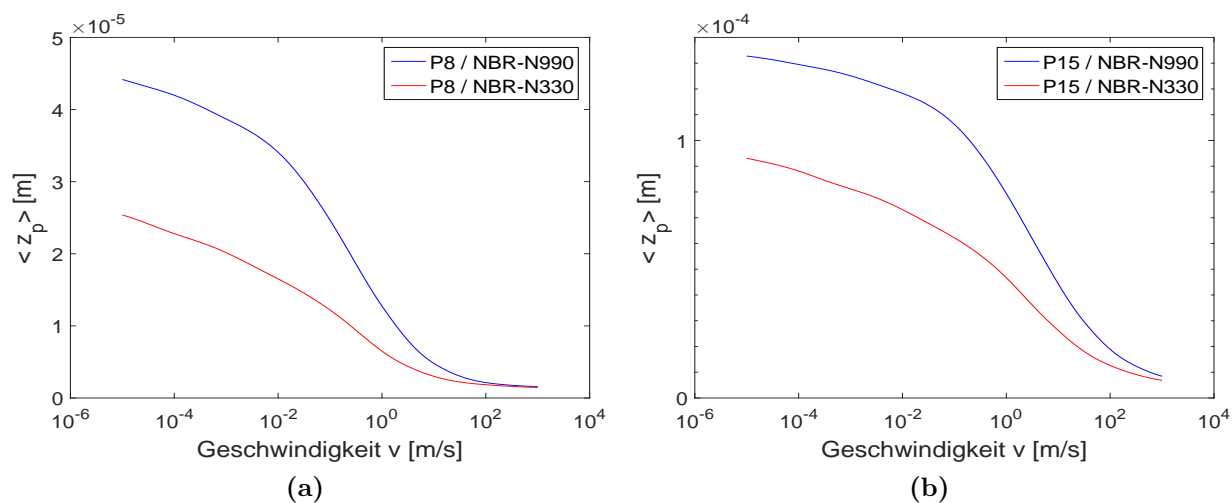 ×10⁻⁵
5
4
3
2
1
0
< z_p > [m]
P8 / NBR-N990
P8 / NBR-N330
10⁻⁶ 10⁻⁴ 10⁻² 10⁰ 10² 10⁴
Geschwindigkeit v [m/s]
(a)
×10⁻⁴
1
0
< z_p > [m]
P15 / NBR-N990
P15 / NBR-N330
10⁻⁶ 10⁻⁴ 10⁻² 10⁰ 10² 10⁴
Geschwindigkeit v [m/s]
(b)